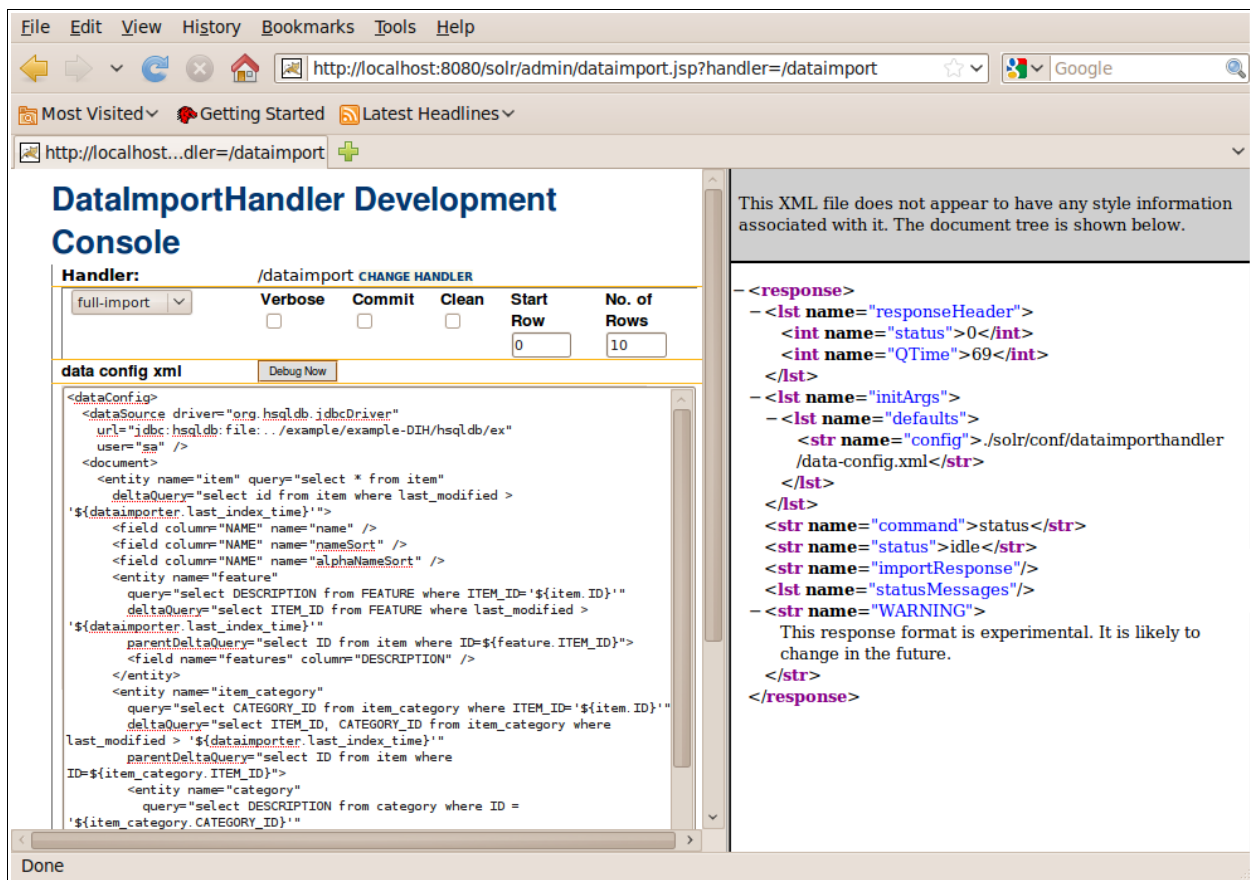 File Edit View History Bookmarks Tools Help
http://localhost:8080/solr/admin/dataimport.jsp?handler=/dataimport Google
Most Visited Getting Started Latest Headlines
http://localhost...dler=/dataimport
DataImportHandler Development
Console
Handler: /dataimport CHANGE HANDLER
full-import Verbose Commit Clean Start Row No. of Rows
0 10
data config xml Debug Now
<dataConfig>
<dataSource driver="org.hsqldb.jdbcDriver"
url="jdbc:hsqldb:file:../example/example-DIH/hsqldb/ex"
user="sa" />
<document>
<entity name="item" query="select * from item"
deltaQuery="select id from item where last_modified >
'${dataimporter.last_index_time}'">
<field column="NAME" name="name" />
<field column="NAME" name="nameSort" />
<field column="NAME" name="alphaNameSort" />
<entity name="feature"
query="select DESCRIPTION from FEATURE where ITEM_ID='${item.ID}'"
deltaQuery="select ITEM_ID from FEATURE where last_modified >
'${dataimporter.last_index_time}'"
parentDeltaQuery="select ID from item where ID=${feature.ITEM_ID}">
<field name="features" column="DESCRIPTION" />
</entity>
<entity name="item_category"
query="select CATEGORY_ID from item_category where ITEM_ID='${item.ID}'"
deltaQuery="select ITEM_ID, CATEGORY_ID from item_category where
last_modified > '${dataimporter.last_index_time}'"
parentDeltaQuery="select ID from item where
ID=${item_category.ITEM_ID}">
<entity name="category"
query="select DESCRIPTION from category where ID =
'${item_category.CATEGORY_ID}'"
This XML file does not appear to have any style information
associated with it. The document tree is shown below.
−<response>
−<lst name="responseHeader">
<int name="status">0</int>
<int name="QTime">69</int>
</lst>
−<lst name="initArgs">
−<lst name="defaults">
<str name="config">./solr/conf/dataimporthandler
/data-config.xml</str>
</lst>
</lst>
<str name="command">status</str>
<str name="status">idle</str>
<str name="importResponse"/>
<lst name="statusMessages"/>
−<str name="WARNING">
This response format is experimental. It is likely to
change in the future.
</str>
</response>
Done